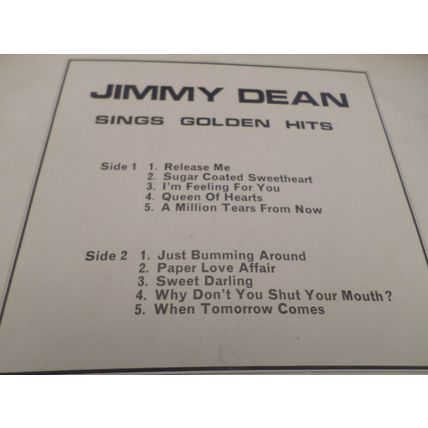 JIMMY DEAN
SINGS GOLDEN HITS
Side 1 1. Release Me
2. Sugar Coated Sweetheart
3. I'm Feeling For You
4. Queen Of Hearts
5. A Million Tears From Now
Side 2 1. Just Bumming Around
2. Paper Love Affair
3. Sweet Darling
4. Why Don't You Shut Your Mouth?
5. When Tomorrow Comes